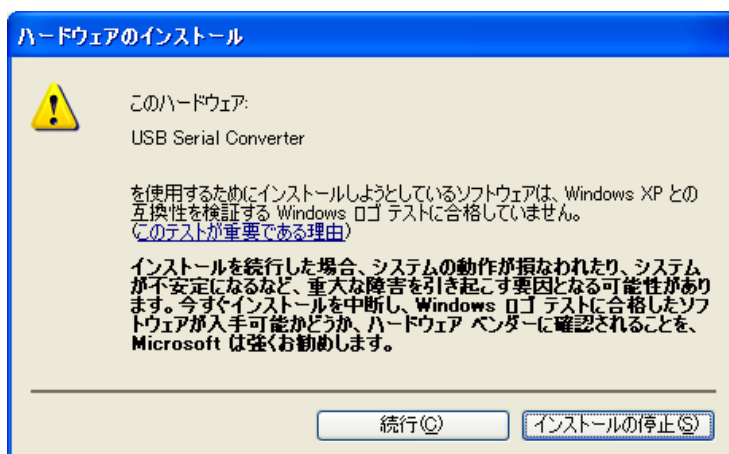 ハードウェアのインストール
このハードウェア:
USB Serial Converter
を使用するためにインストールしようとしているソフトウェアは、Windows XP との
互換性を検証する Windows ロゴ テストに合格していません。
(このテストが重要である理由)
インストールを続行した場合、システムの動作が損なわれたり、システム
が不安定になるなど、重大な障害を引き起こす要因となる可能性があり
ます。今すぐインストールを中断し、Windows ロゴ テストに合格したソフ
トウェアが入手可能かどうか、ハードウェア ベンダーに確認されることを、
Microsoft は強くお勧めします。
続行(C) インストールの停止(S)